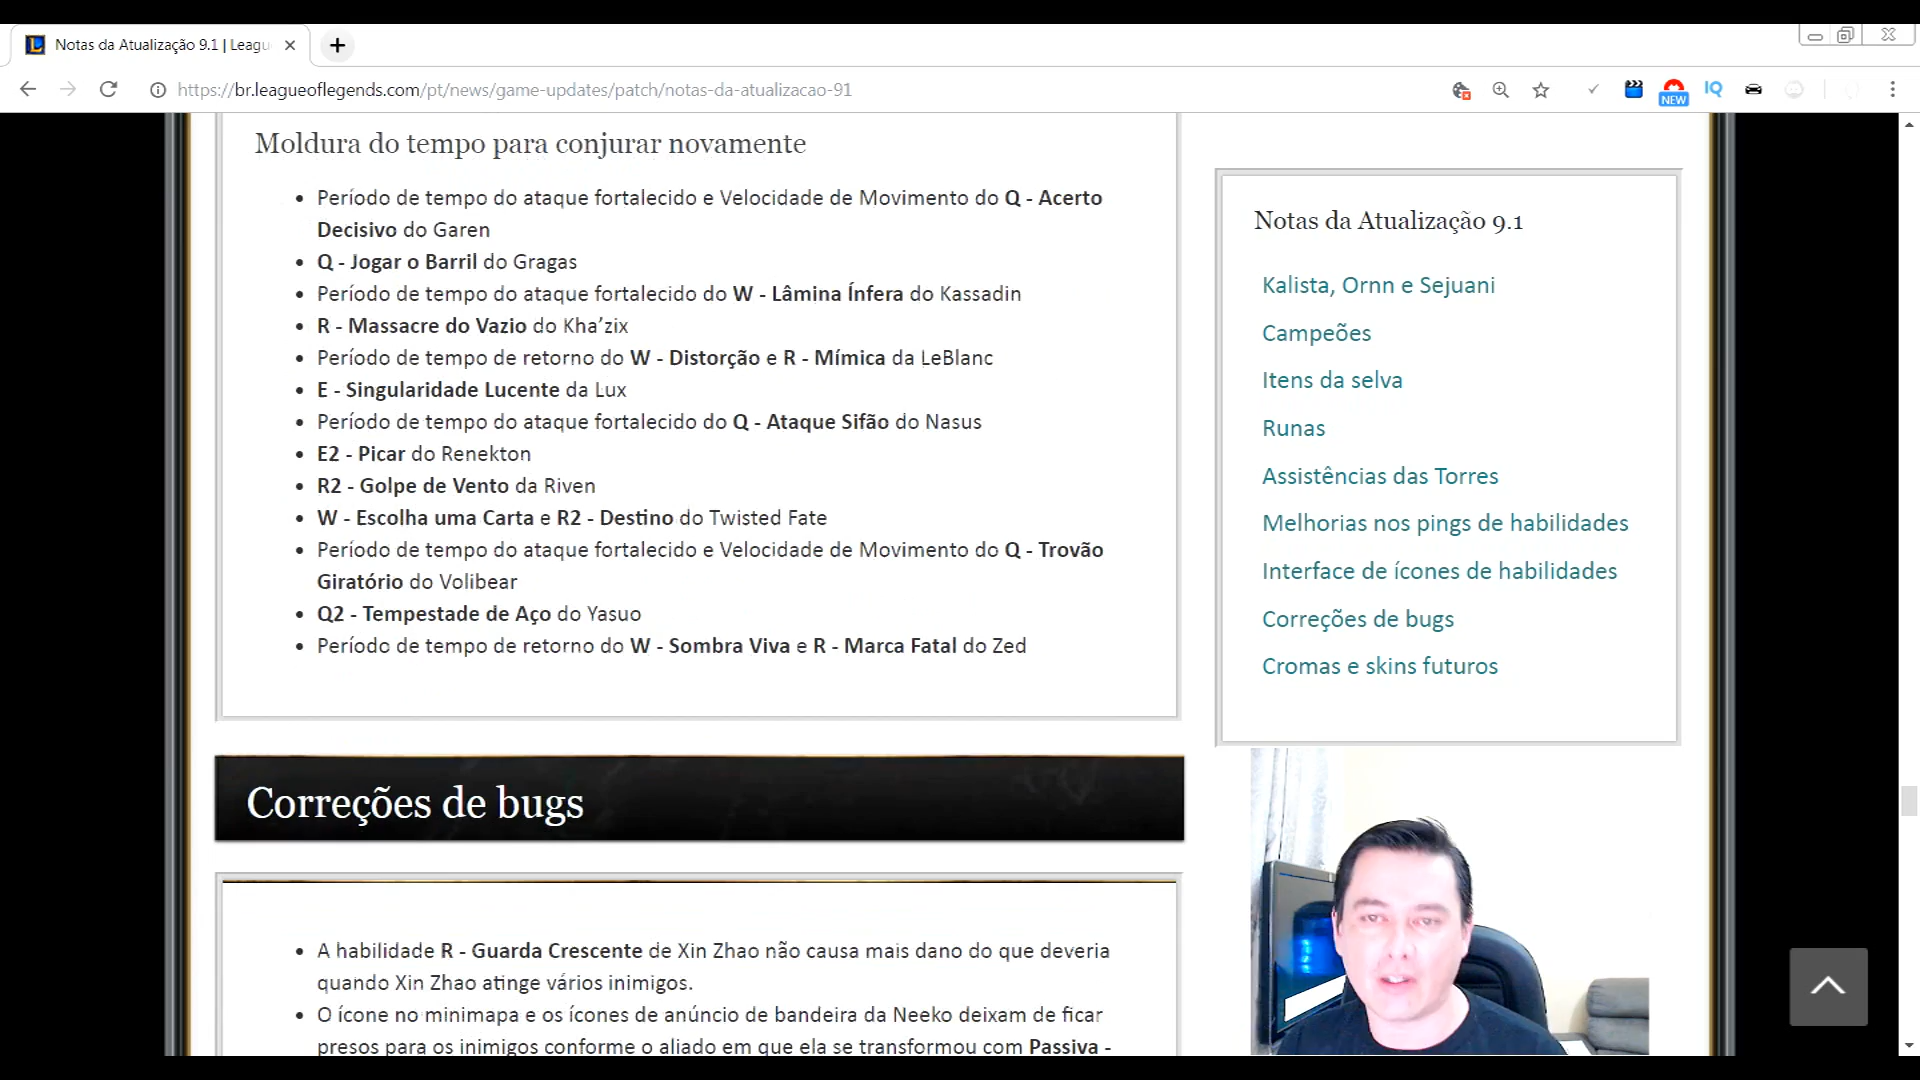 Notas da Atualização 9.1 | Leagu
https://br.leagueoflegends.com/pt/news/game-updates/patch/notas-da-atualizacao-91
NEW
IQ
Moldura do tempo para conjurar novamente
• Período de tempo do ataque fortalecido e Velocidade de Movimento do Q - Acerto
Decisivo do Garen
• Q - Jogar o Barril do Gragas
• Período de tempo do ataque fortalecido do W - Lâmina Ínfera do Kassadin
• R - Massacre do Vazio do Kha’zix
• Período de tempo de retorno do W - Distorção e R - Mímica da LeBlanc
• E - Singularidade Lucente da Lux
• Período de tempo do ataque fortalecido do Q - Ataque Sifão do Nasus
• E2 - Picar do Renekton
• R2 - Golpe de Vento da Riven
• W - Escolha uma Carta e R2 - Destino do Twisted Fate
• Período de tempo do ataque fortalecido e Velocidade de Movimento do Q - Trovão
Giratório do Volibear
• Q2 - Tempestade de Aço do Yasuo
• Período de tempo de retorno do W - Sombra Viva e R - Marca Fatal do Zed
Correções de bugs
• A habilidade R - Guarda Crescente de Xin Zhao não causa mais dano do que deveria
quando Xin Zhao atinge vários inimigos.
• O ícone no minimapa e os ícones de anúncio de bandeira da Neeko deixam de ficar
presos para os inimigos conforme o aliado em que ela se transformou com Passiva -
Notas da Atualização 9.1
Kalista, Ornn e Sejuani
Campeões
Itens da selva
Runas
Assistências das Torres
Melhorias nos pings de habilidades
Interface de ícones de habilidades
Correções de bugs
Cromas e skins futuros